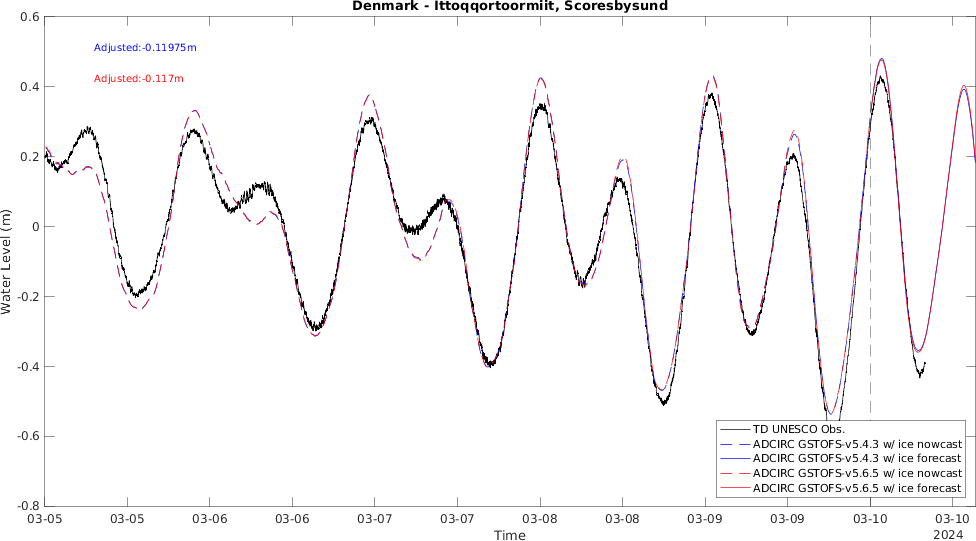 Denmark - Ittoqqortoormiit, Scoresbysund
0.6
0.4
0.2
0
-0.2
-0.4
-0.6
-0.8
Water Level (m)
Adjusted:-0.11975m
Adjusted:-0.117m
TD UNESCO Obs.
ADCIRC GSTOFS-v5.4.3 w/ ice nowcast
ADCIRC GSTOFS-v5.4.3 w/ ice forecast
ADCIRC GSTOFS-v5.6.5 w/ ice nowcast
ADCIRC GSTOFS-v5.6.5 w/ ice forecast
03-05 03-05 03-06 03-06 03-07 03-07 03-08 03-08 03-09 03-09 03-10 03-10
2024
Time